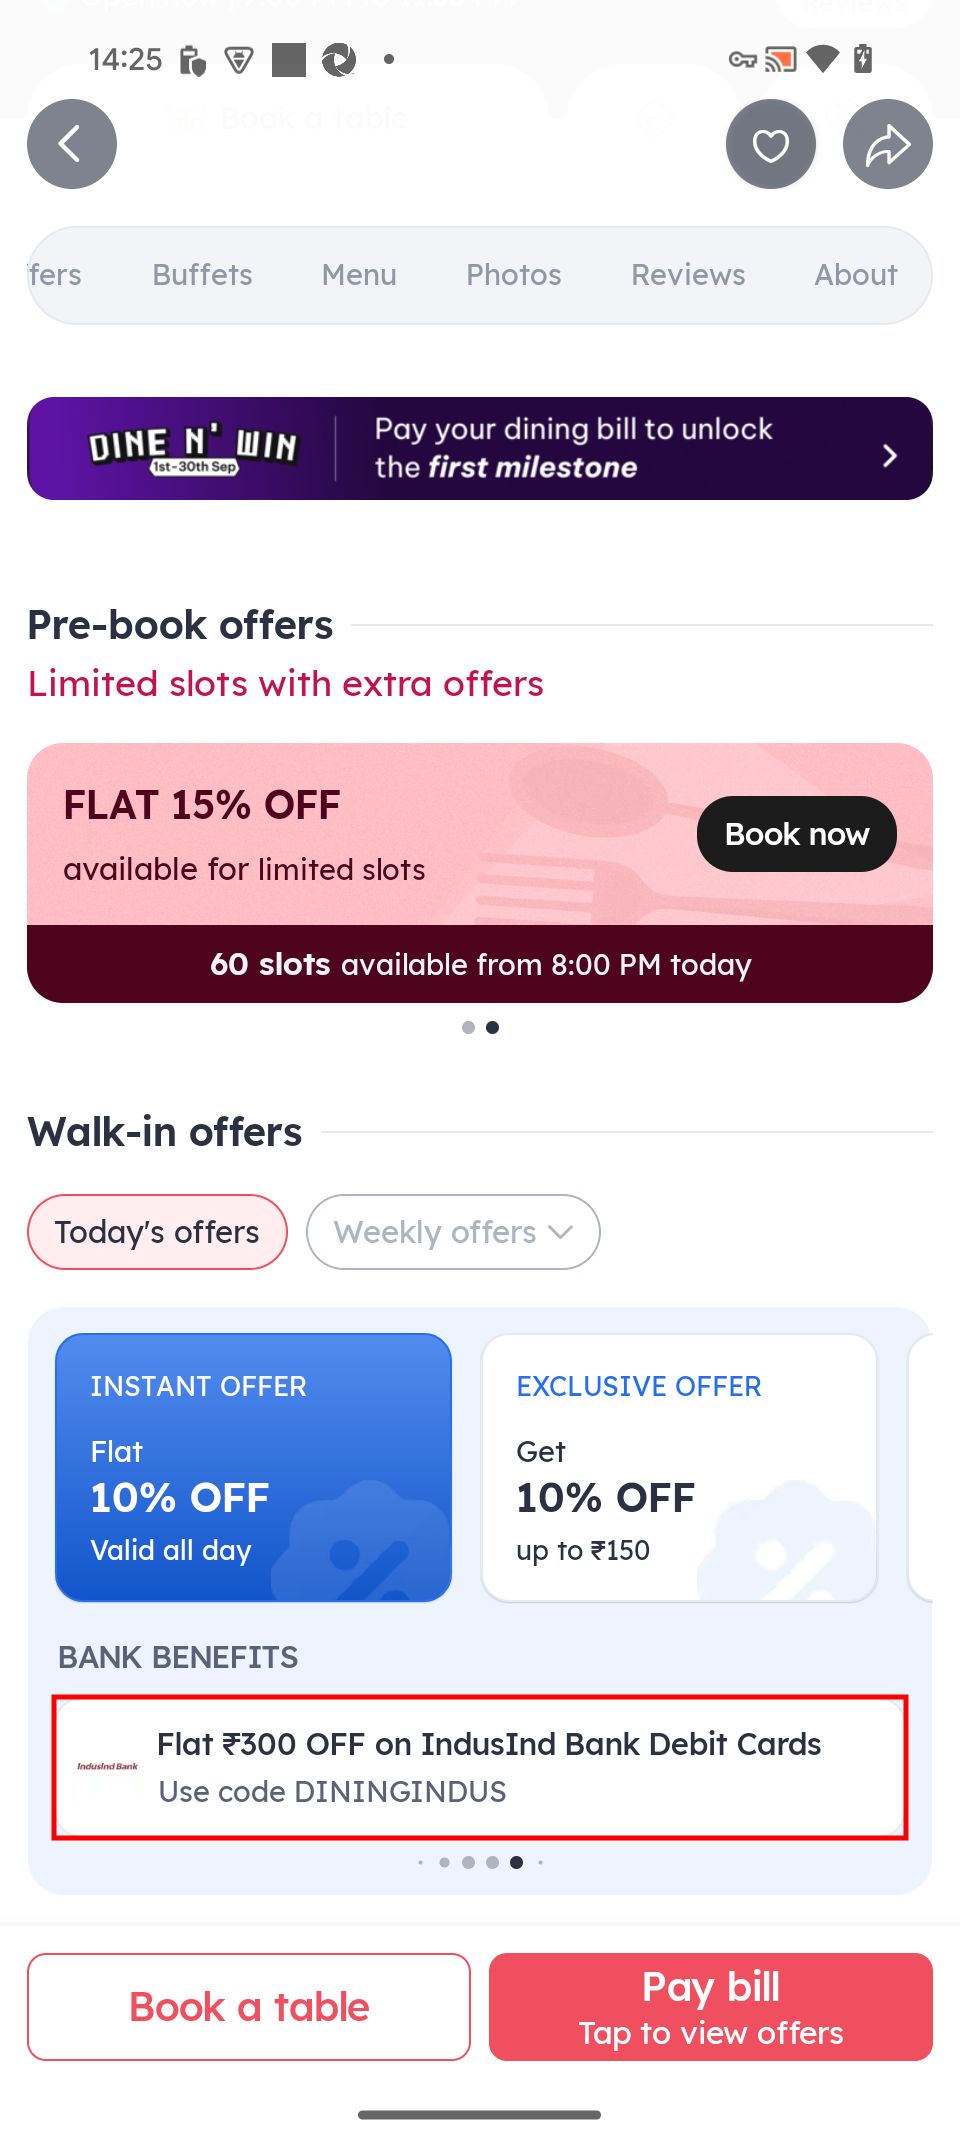 14:25
Book a table
fers Buffets Menu Photos Reviews About
DINE N' WIN
1st-30th Sep
Pay your dining bill to unlock
the first milestone
Pre-book offers
Limited slots with extra offers
FLAT 15% OFF
available for limited slots
Book now
60 slots available from 8:00 PM today
Walk-in offers
Today's offers
Weekly offers
INSTANT OFFER
Flat
10% OFF
Valid all day
EXCLUSIVE OFFER
Get
10% OFF
up to ₹150
BANK BENEFITS
IndusInd Bank
Flat ₹300 OFF on IndusInd Bank Debit Cards
Use code DININGINDUS
Book a table
Pay bill
Tap to view offers